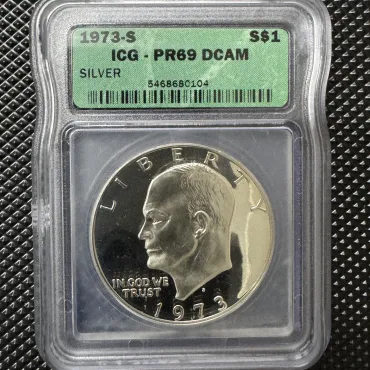 1973-S S$1
ICG - PR69 DCAM
SILVER
5468680104
LIBERTY
IN GOD WE
TRUST
S
1973